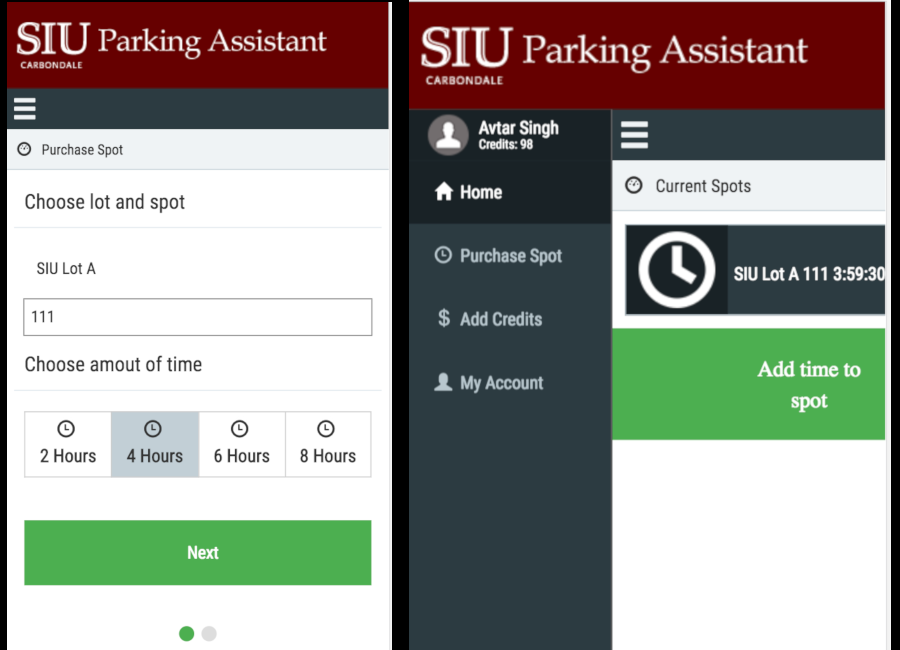 SIU Parking Assistant
CARBONDALE
Purchase Spot
Choose lot and spot
SIU Lot A
111
Choose amout of time
2 Hours
4 Hours
6 Hours
8 Hours
Next
SIU Parking Assistant
CARBONDALE
Avtar Singh
Credits: 98
Home
Purchase Spot
$ Add Credits
My Account
Current Spots
SIU Lot A 111 3:59:30
Add time to
spot